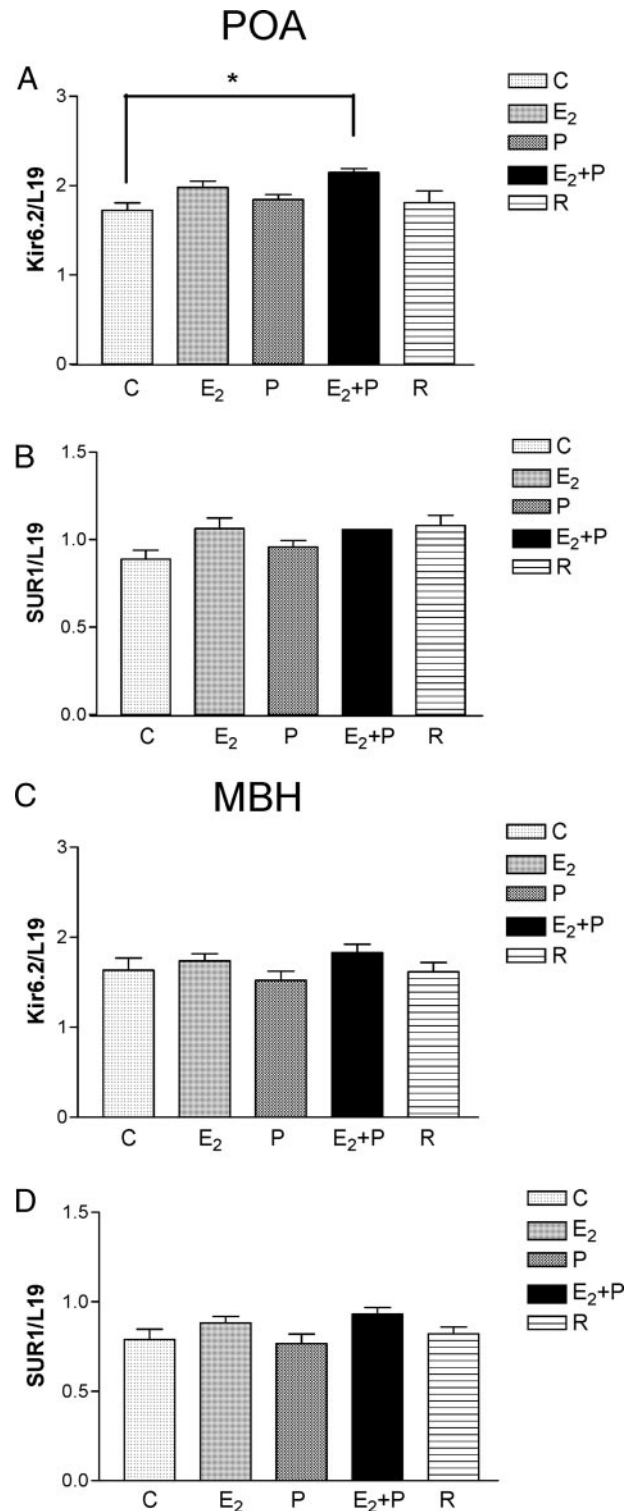 POA
A
*
Kir6.2/L19
3
2
1
0
C E₂ P E₂+P R
C
E₂
P
E₂+P
R
B
SUR1/L19
1.5
1.0
0.5
0.0
C E₂ P E₂+P R
C
E₂
P
E₂+P
R
C MBH
Kir6.2/L19
3
2
1
0
C E₂ P E₂+P R
C
E₂
P
E₂+P
R
D
SUR1/L19
1.5
1.0
0.5
0.0
C E₂ P E₂+P R
C
E₂
P
E₂+P
R